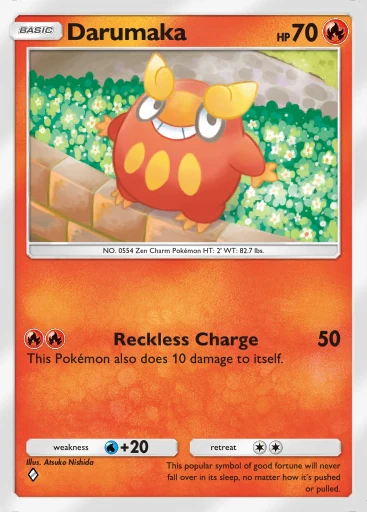 BASIC Darumaka HP 70
NO. 0554 Zen Charm Pokémon HT: 2' WT: 82.7 lbs.
Reckless Charge 50
This Pokémon also does 10 damage to itself.
weakness +20 retreat
Illus. Atsuko Nishida
This popular symbol of good fortune will never
fall over in its sleep, no matter how it's pushed
or pulled.